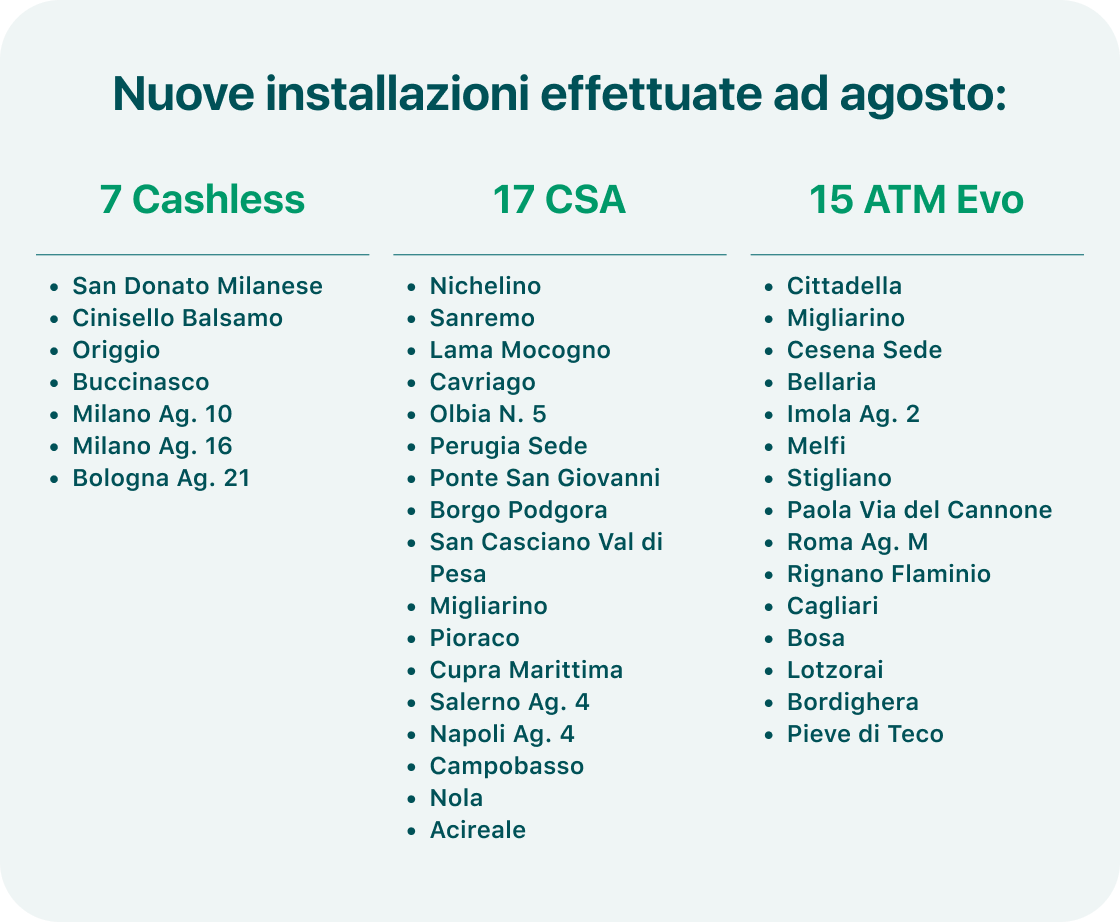 Nuove installazioni effettuate ad agosto:
7 Cashless
San Donato Milanese
Cinisello Balsamo
Origgio
Buccinasco
Milano Ag. 10
Milano Ag. 16
Bologna Ag. 21
17 CSA
Nichelino
Sanremo
Lama Mocogno
Cavriago
Olbia N. 5
Perugia Sede
Ponte San Giovanni
Borgo Podgora
San Casciano Val di
Pesa
Migliarino
Pioraco
Cupra Marittima
Salerno Ag. 4
Napoli Ag. 4
Campobasso
Nola
Acireale
15 ATM Evo
Cittadella
Migliarino
Cesena Sede
Bellaria
Imola Ag. 2
Melfi
Stigliano
Paola Via del Cannone
Roma Ag. M
Rignano Flaminio
Cagliari
Bosa
Lotzorai
Bordighera
Pieve di Teco